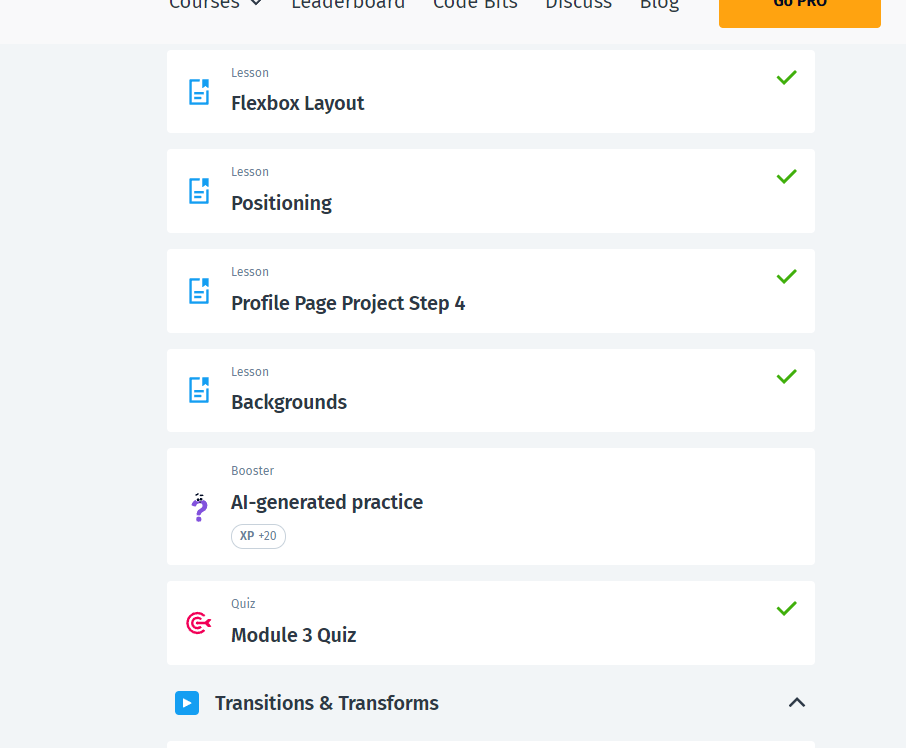 Courses
Leaderboard
Code Bits
Discuss
Blog
Go PRO
Lesson
Flexbox Layout
Lesson
Positioning
Lesson
Profile Page Project Step 4
Lesson
Backgrounds
Booster
AI-generated practice
XP +20
Quiz
Module 3 Quiz
Transitions & Transforms